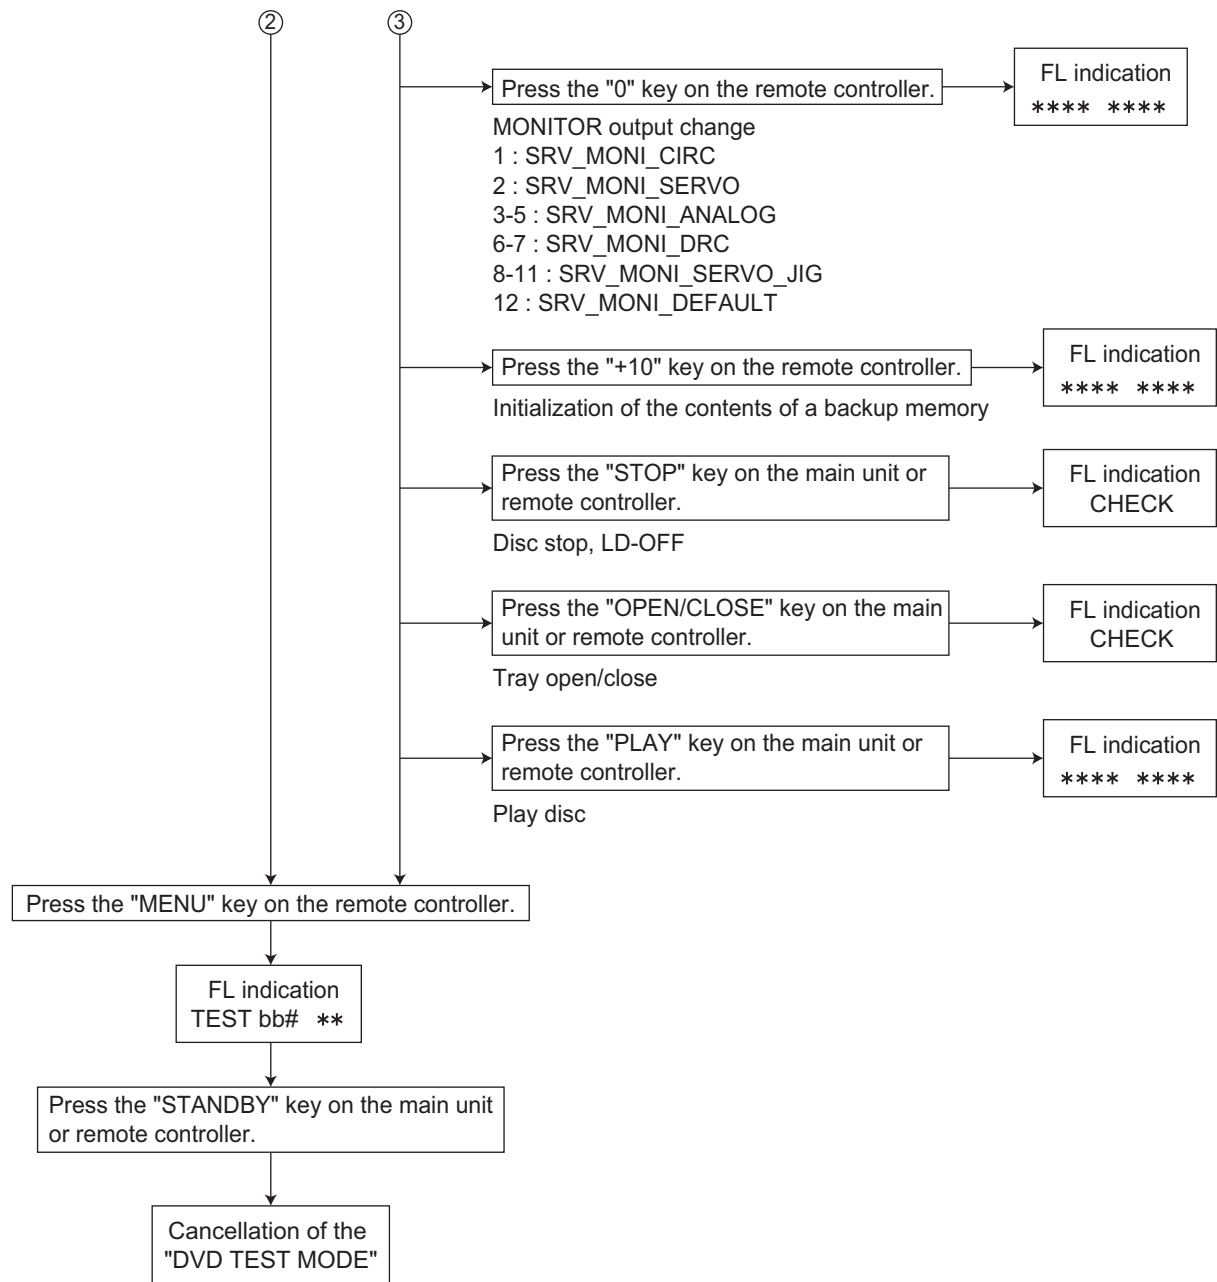 ② ③
Press the "0" key on the remote controller.
FL indication
**** ****
MONITOR output change
1 : SRV_MONI_CIRC
2 : SRV_MONI_SERVO
3-5 : SRV_MONI_ANALOG
6-7 : SRV_MONI_DRC
8-11 : SRV_MONI_SERVO_JIG
12 : SRV_MONI_DEFAULT
Press the "+10" key on the remote controller.
FL indication
**** ****
Initialization of the contents of a backup memory
Press the "STOP" key on the main unit or
remote controller.
FL indication
CHECK
Disc stop, LD-OFF
Press the "OPEN/CLOSE" key on the main
unit or remote controller.
FL indication
CHECK
Tray open/close
Press the "PLAY" key on the main unit or
remote controller.
FL indication
**** ****
Play disc
Press the "MENU" key on the remote controller.
FL indication
TEST bb# **
Press the "STANDBY" key on the main unit
or remote controller.
Cancellation of the
"DVD TEST MODE"